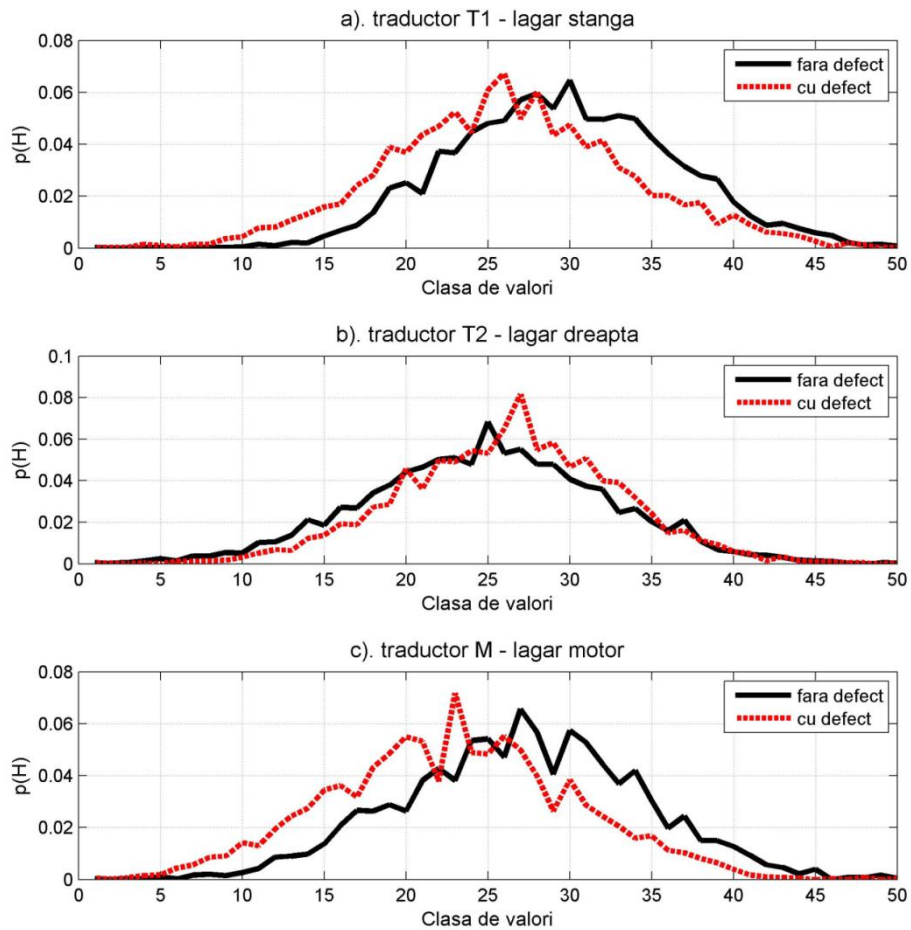 a). traductor T1 - lagar stanga
p(H)
0.08
0.06
0.04
0.02
0
fara defect
cu defect
0 5 10 15 20 25 30 35 40 45 50
Clasa de valori
b). traductor T2 - lagar dreapta
p(H)
0.1
0.08
0.06
0.04
0.02
0
fara defect
cu defect
0 5 10 15 20 25 30 35 40 45 50
Clasa de valori
c). traductor M - lagar motor
p(H)
0.08
0.06
0.04
0.02
0
fara defect
cu defect
0 5 10 15 20 25 30 35 40 45 50
Clasa de valori